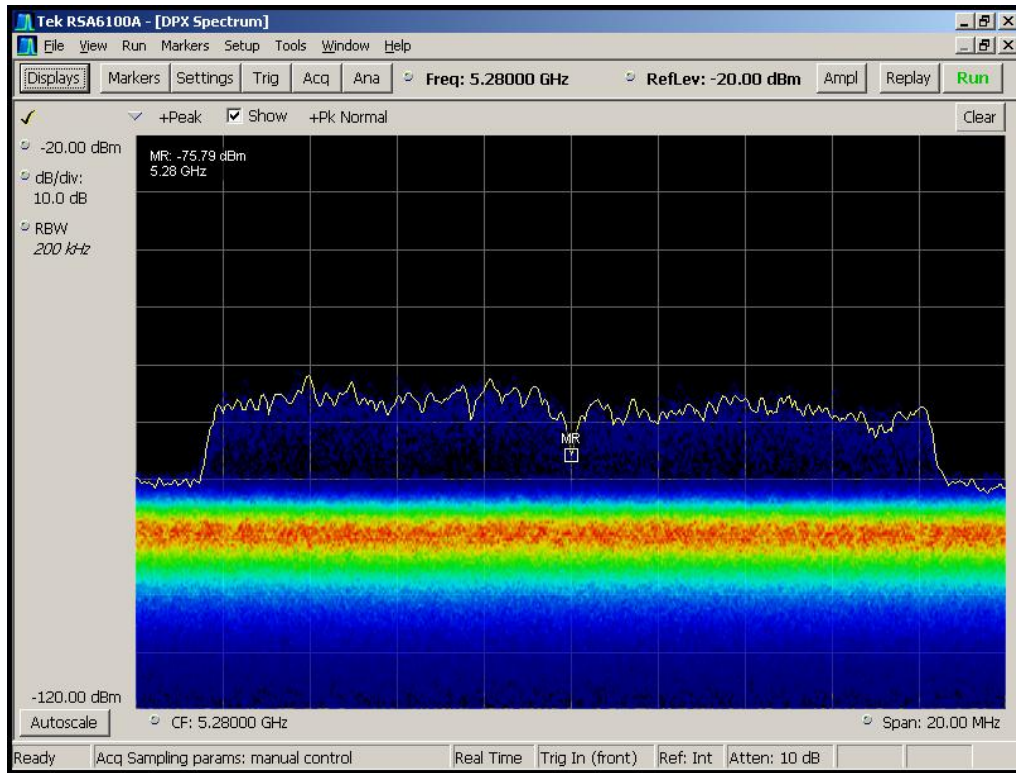 Tek RSA6100A - [DPX Spectrum]
File View Run Markers Setup Tools Window Help
Displays Markers Settings Trig Acq Ana Freq: 5.28000 GHz RefLev: -20.00 dBm Ampl Replay Run
+Peak Show +Pk Normal Clear
-20.00 dBm
dB/div:
10.0 dB
RBW
200 kHz
MR: -75.79 dBm
5.28 GHz
MR
-120.00 dBm
Autoscale CF: 5.28000 GHz Span: 20.00 MHz
Ready Acq Sampling params: manual control Real Time Trig In (front) Ref: Int Atten: 10 dB